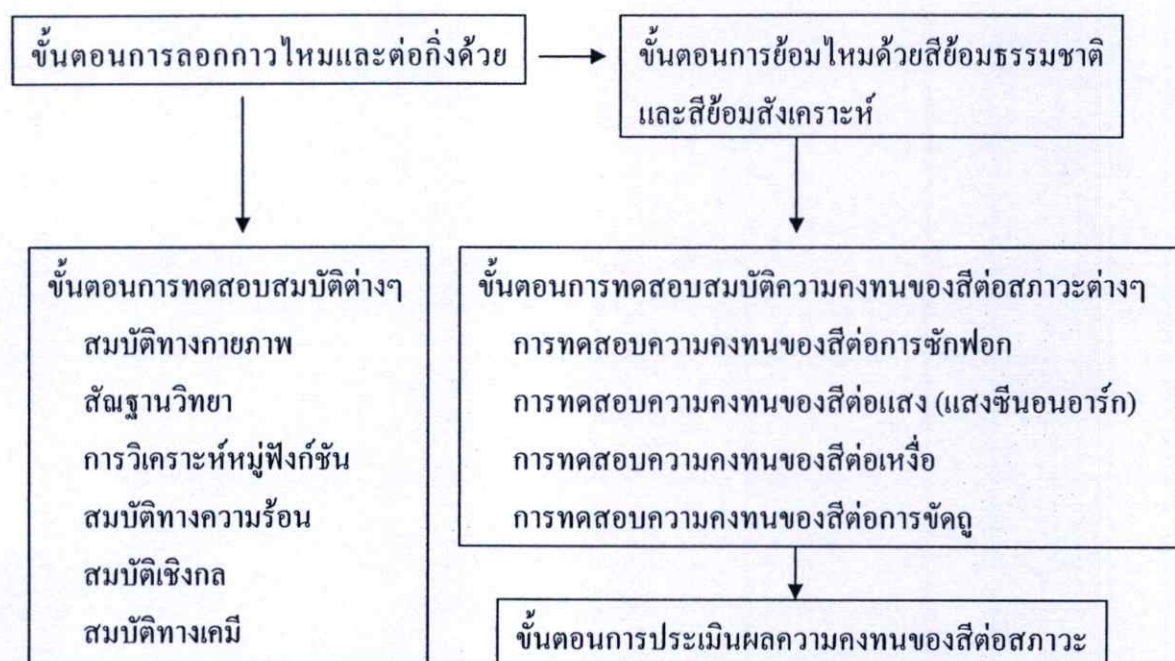 ขั้นตอนการลอกกาวไหมและต่อกิ่งด้วย
ขั้นตอนการย้อมไหมด้วยสีย้อมธรรมชาติ
และสีย้อมสังเคราะห์
ขั้นตอนการทดสอบสมบัติต่างๆ
สมบัติทางกายภาพ
สัณฐานวิทยา
การวิเคราะห์หมู่ฟังก์ชัน
สมบัติทางความร้อน
สมบัติเชิงกล
สมบัติทางเคมี
ขั้นตอนการทดสอบสมบัติความคงทนของสีต่อสภาวะต่างๆ
การทดสอบความคงทนของสีต่อการซักฟอก
การทดสอบความคงทนของสีต่อแสง (แสงซีนอนอาร์ก)
การทดสอบความคงทนของสีต่อเหงื่อ
การทดสอบความคงทนของสีต่อการขัดถู
ขั้นตอนการประเมินผลความคงทนของสีต่อสภาวะ